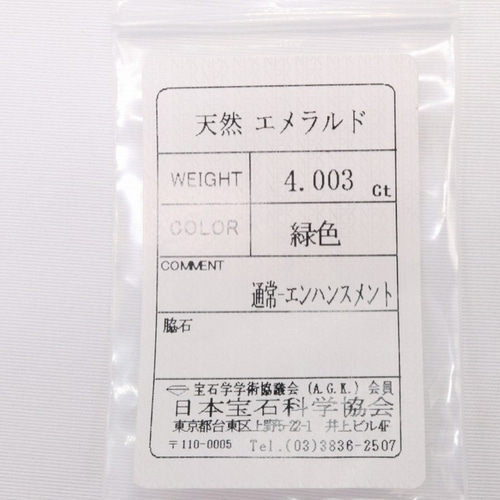 天然 エメラルド
WEIGHT 4.003 Ct
COLOR 緑色
COMMENT
通常-エンハンスメント
脇石
宝石学学術協議会 (A.G.K.) 会員
日本宝石科学協会
東京都台東区上野5-22-1 井上ビル4F
〒110-0005 Tel.(03)3836-2507